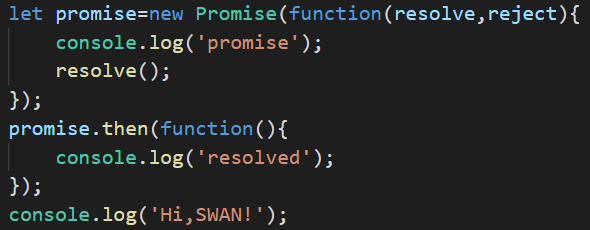 let promise=new Promise(function(resolve,reject){
    console.log('promise');
    resolve();
});
promise.then(function(){
    console.log('resolved');
});
console.log('Hi,SWAN!');